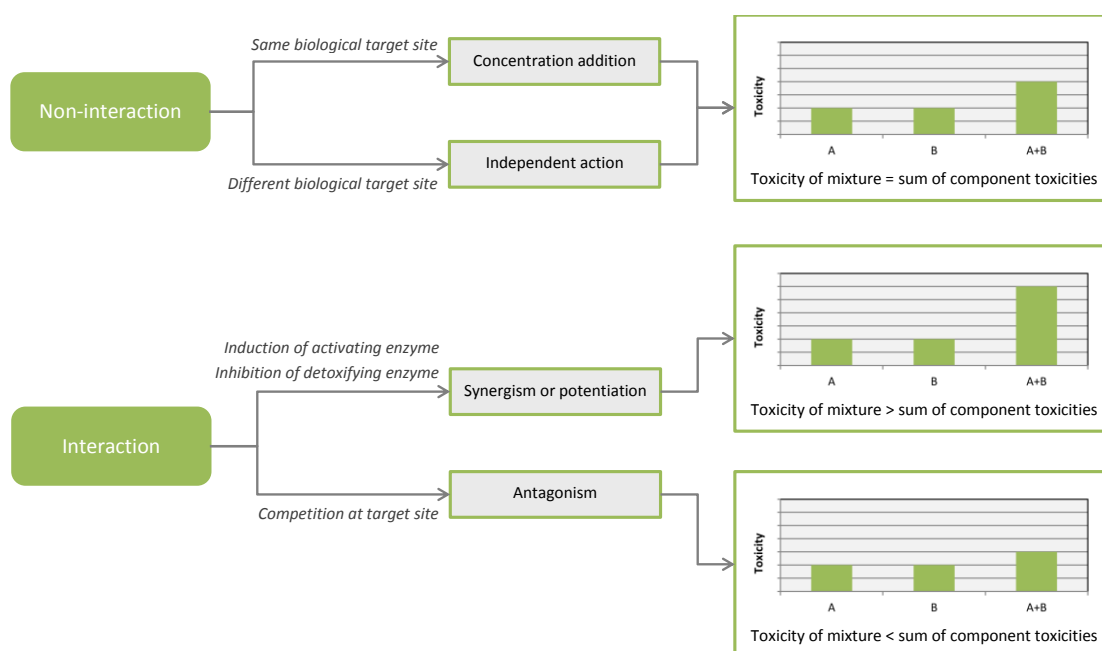 Same biological target site
Non-interaction
Different biological target site
Concentration addition
Independent action
Toxicity
A
B
A+B
Toxicity of mixture = sum of component toxicities
Induction of activating enzyme
Inhibition of detoxifying enzyme
Interaction
Competition at target site
Synergism or potentiation
Antagonism
Toxicity
A
B
A+B
Toxicity of mixture > sum of component toxicities
Toxicity
A
B
A+B
Toxicity of mixture < sum of component toxicities